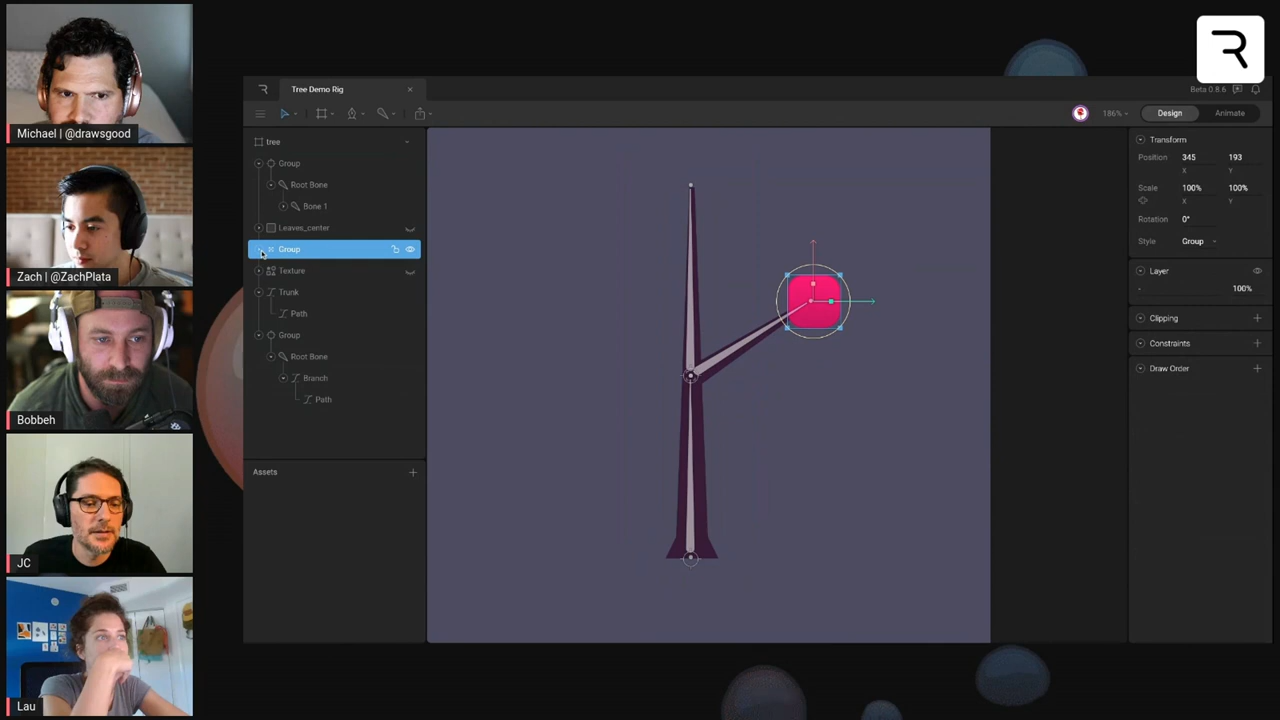 Michael | @drawsgood
Zach | @ZachPlata
Bobbeh
JC
Lau
Tree Demo Rig
Beta 0.8.6
186%
Design
Animate
tree
Group
Root Bone
Bone 1
Leaves_center
Group
Texture
Trunk
Path
Group
Root Bone
Branch
Path
Assets
Transform
Position 345 193
X Y
Scale 100% 100%
X Y
Rotation 0°
Style Group
Layer
- 100%
Clipping
Constraints
Draw Order